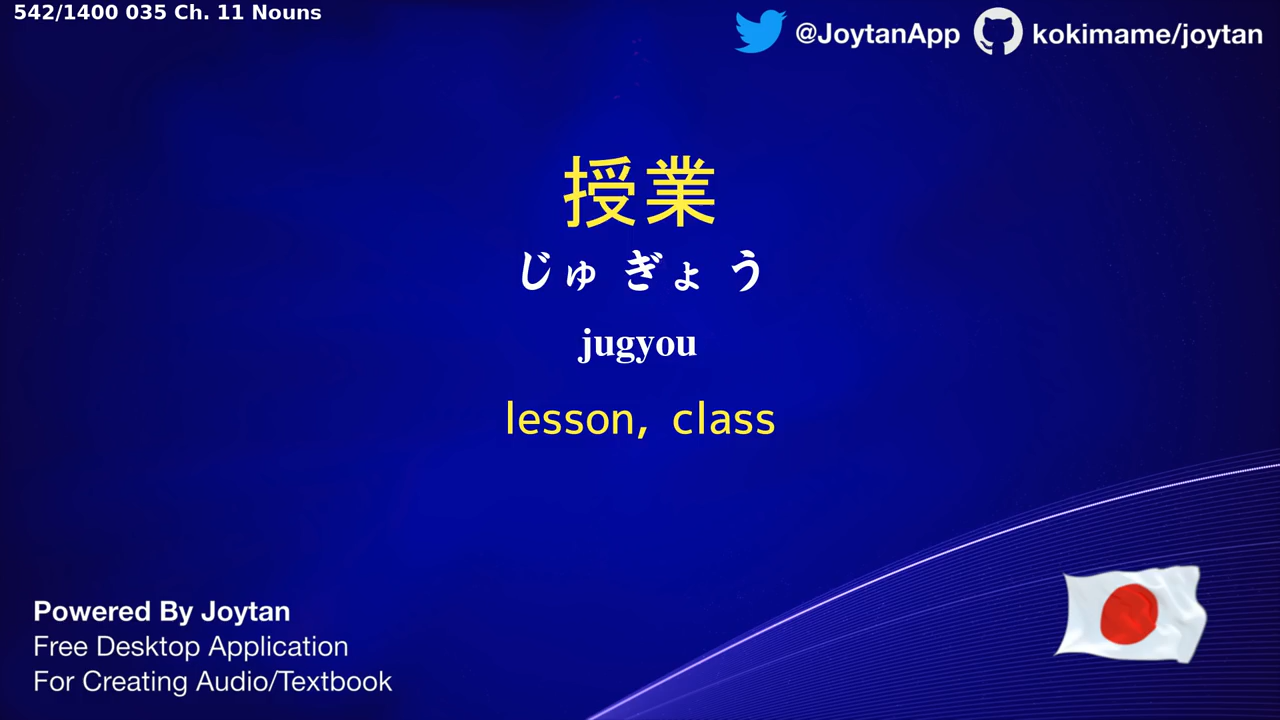 542/1400 035 Ch. 11 Nouns
@JoytanApp kokimame/joytan
授業
じゅ ぎょ う
jugyou
lesson, class
Powered By Joytan
Free Desktop Application
For Creating Audio/Textbook